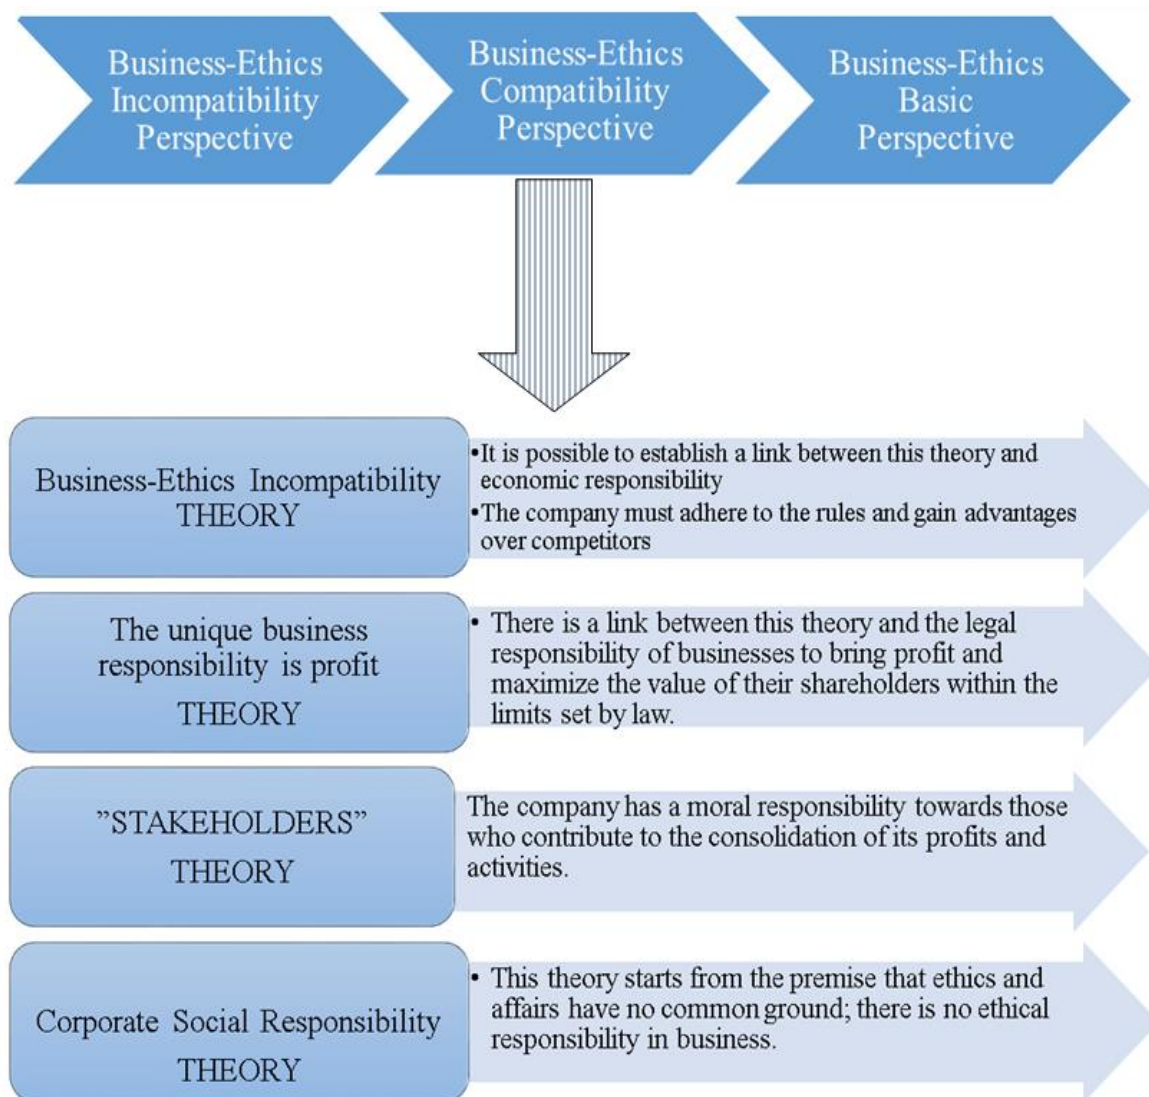 Business-Ethics
Incompatibility
Perspective
Business-Ethics
Compatibility
Perspective
Business-Ethics
Basic
Perspective
Business-Ethics Incompatibility
THEORY
•It is possible to establish a link between this theory and
economic responsibility
•The company must adhere to the rules and gain advantages
over competitors
The unique business
responsibility is profit
THEORY
• There is a link between this theory and the legal
responsibility of businesses to bring profit and
maximize the value of their shareholders within the
limits set by law.
”STAKEHOLDERS”
THEORY
The company has a moral responsibility towards those
who contribute to the consolidation of its profits and
activities.
Corporate Social Responsibility
THEORY
• This theory starts from the premise that ethics and
affairs have no common ground; there is no ethical
responsibility in business.